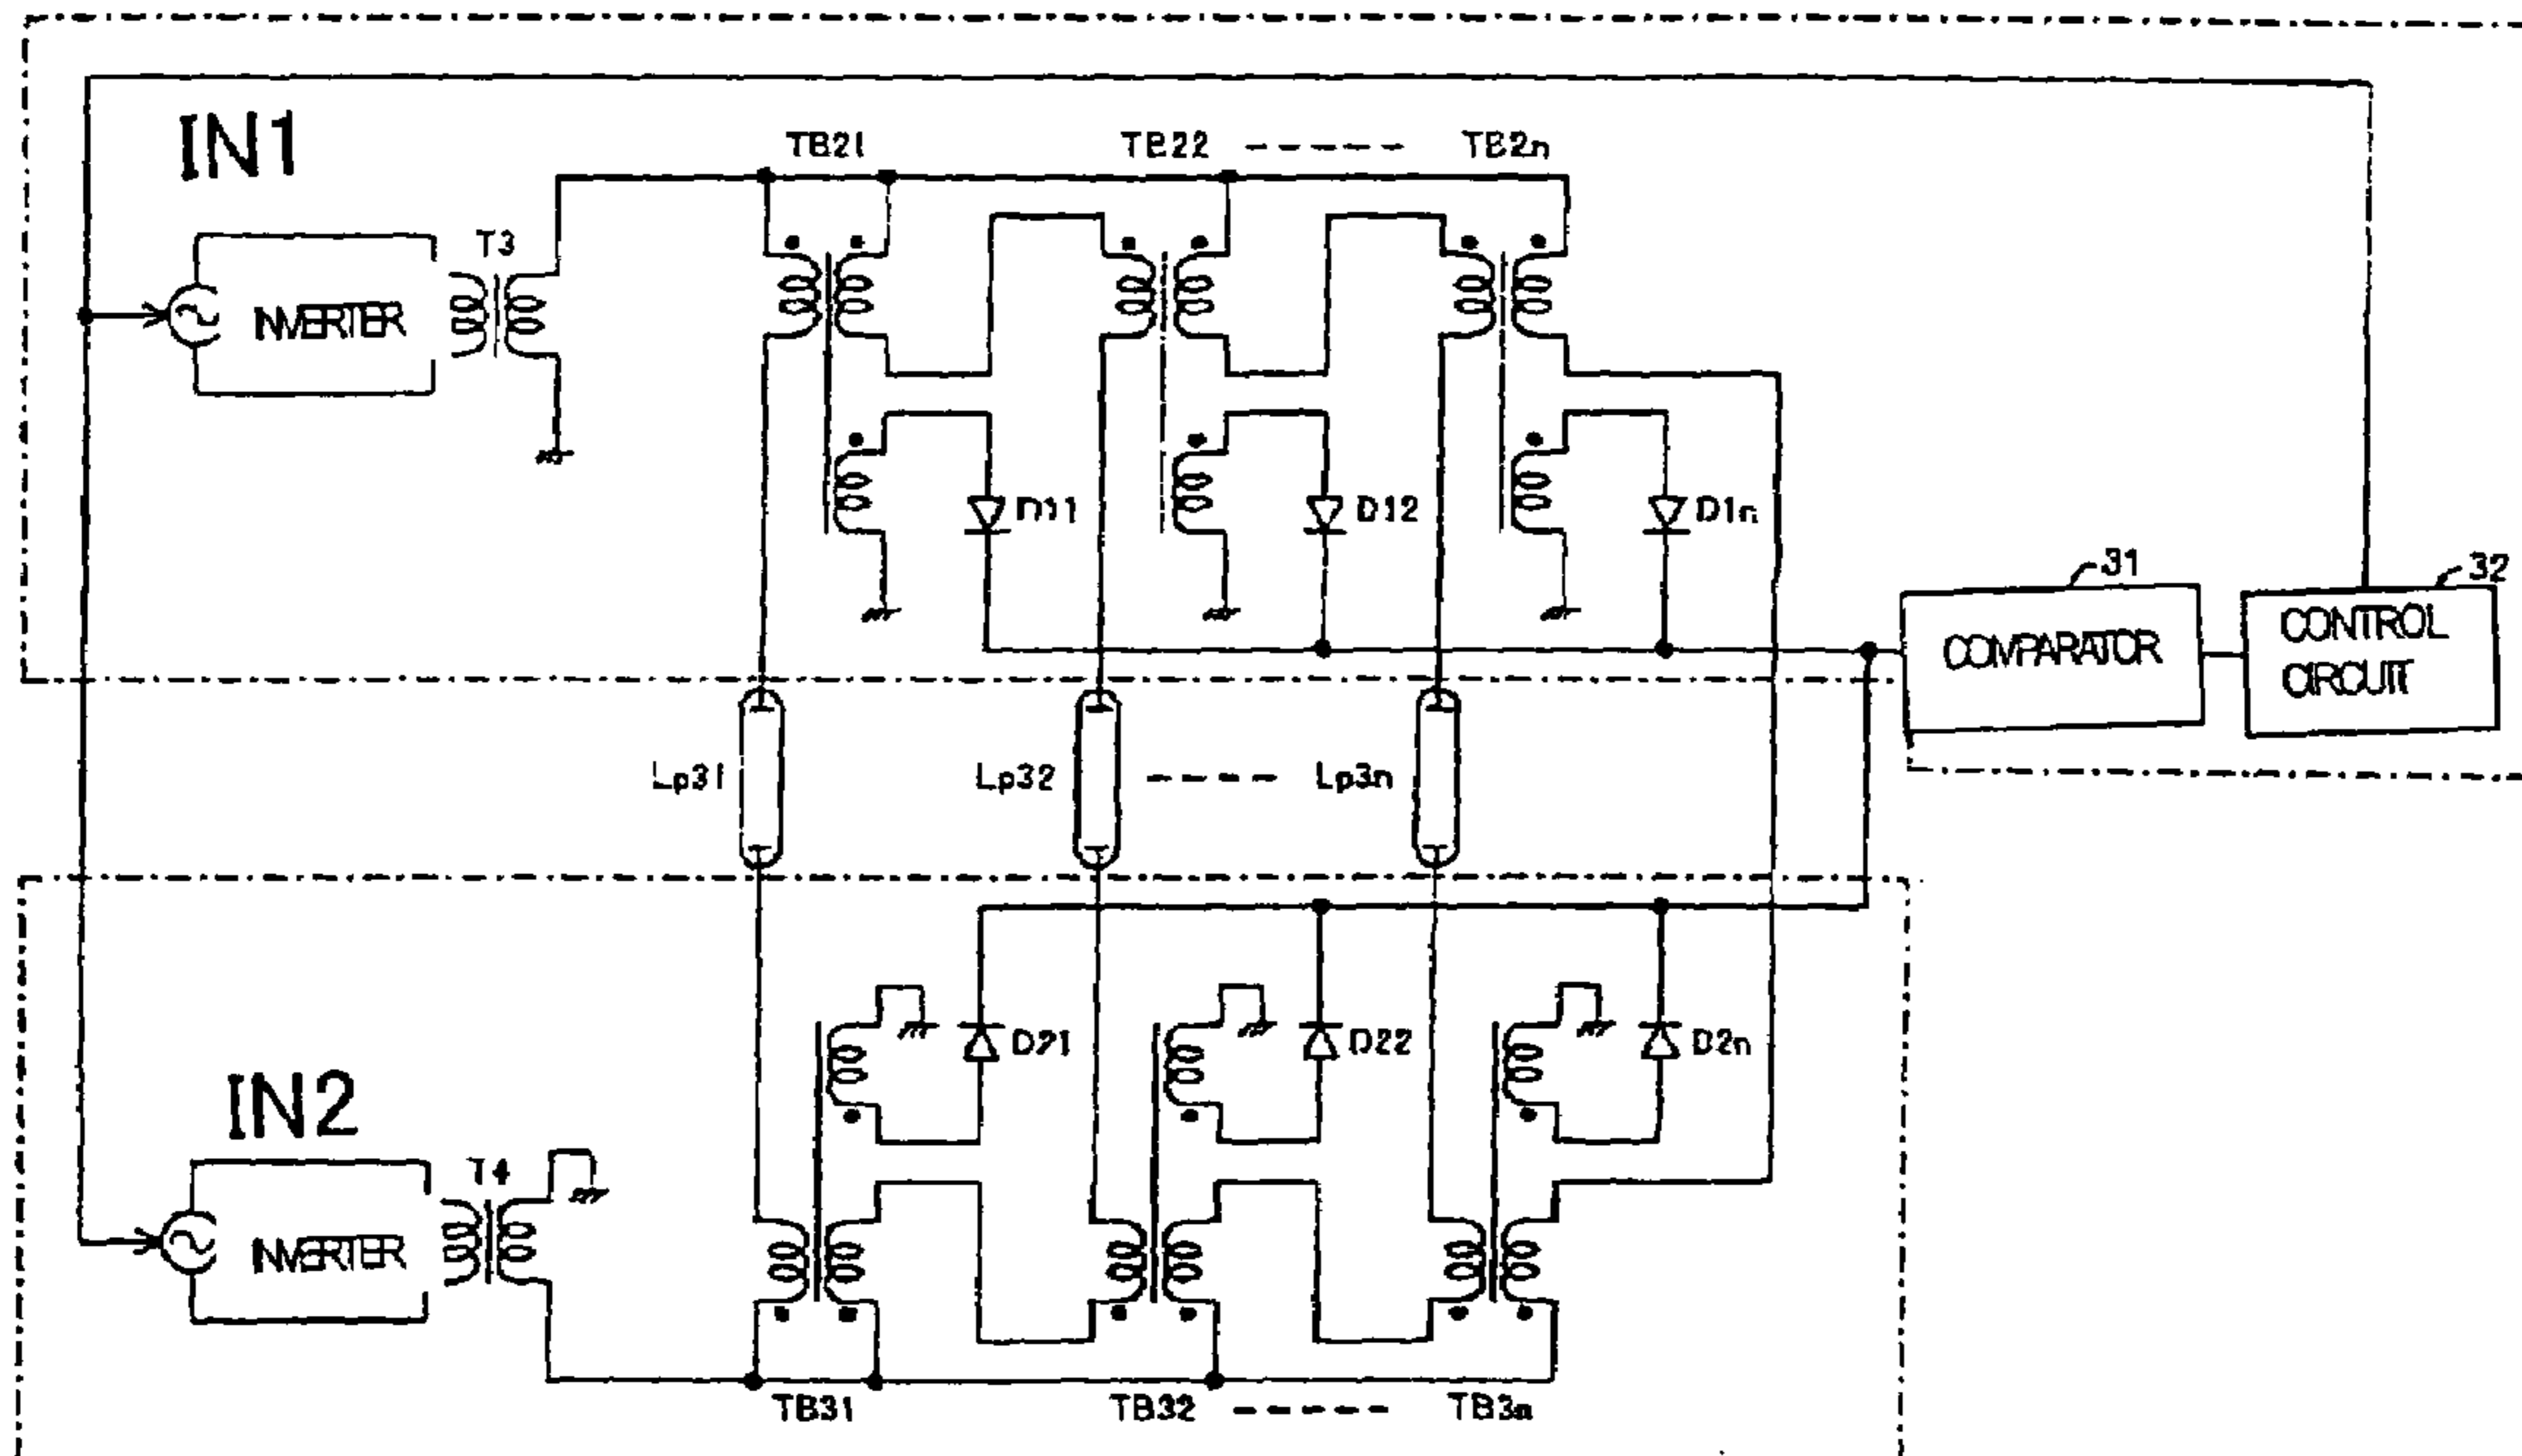 IN1
TB21
TB22 ----- TB2n
T3
INVERTER
D11
D12
D1n
31
32
COMPARATOR
CONTROL
CIRCUIT
Lp31
Lp32 ---- Lp3n
D21
D22
D2n
IN2
T4
INVERTER
TB31
TB32 ----- TB3n